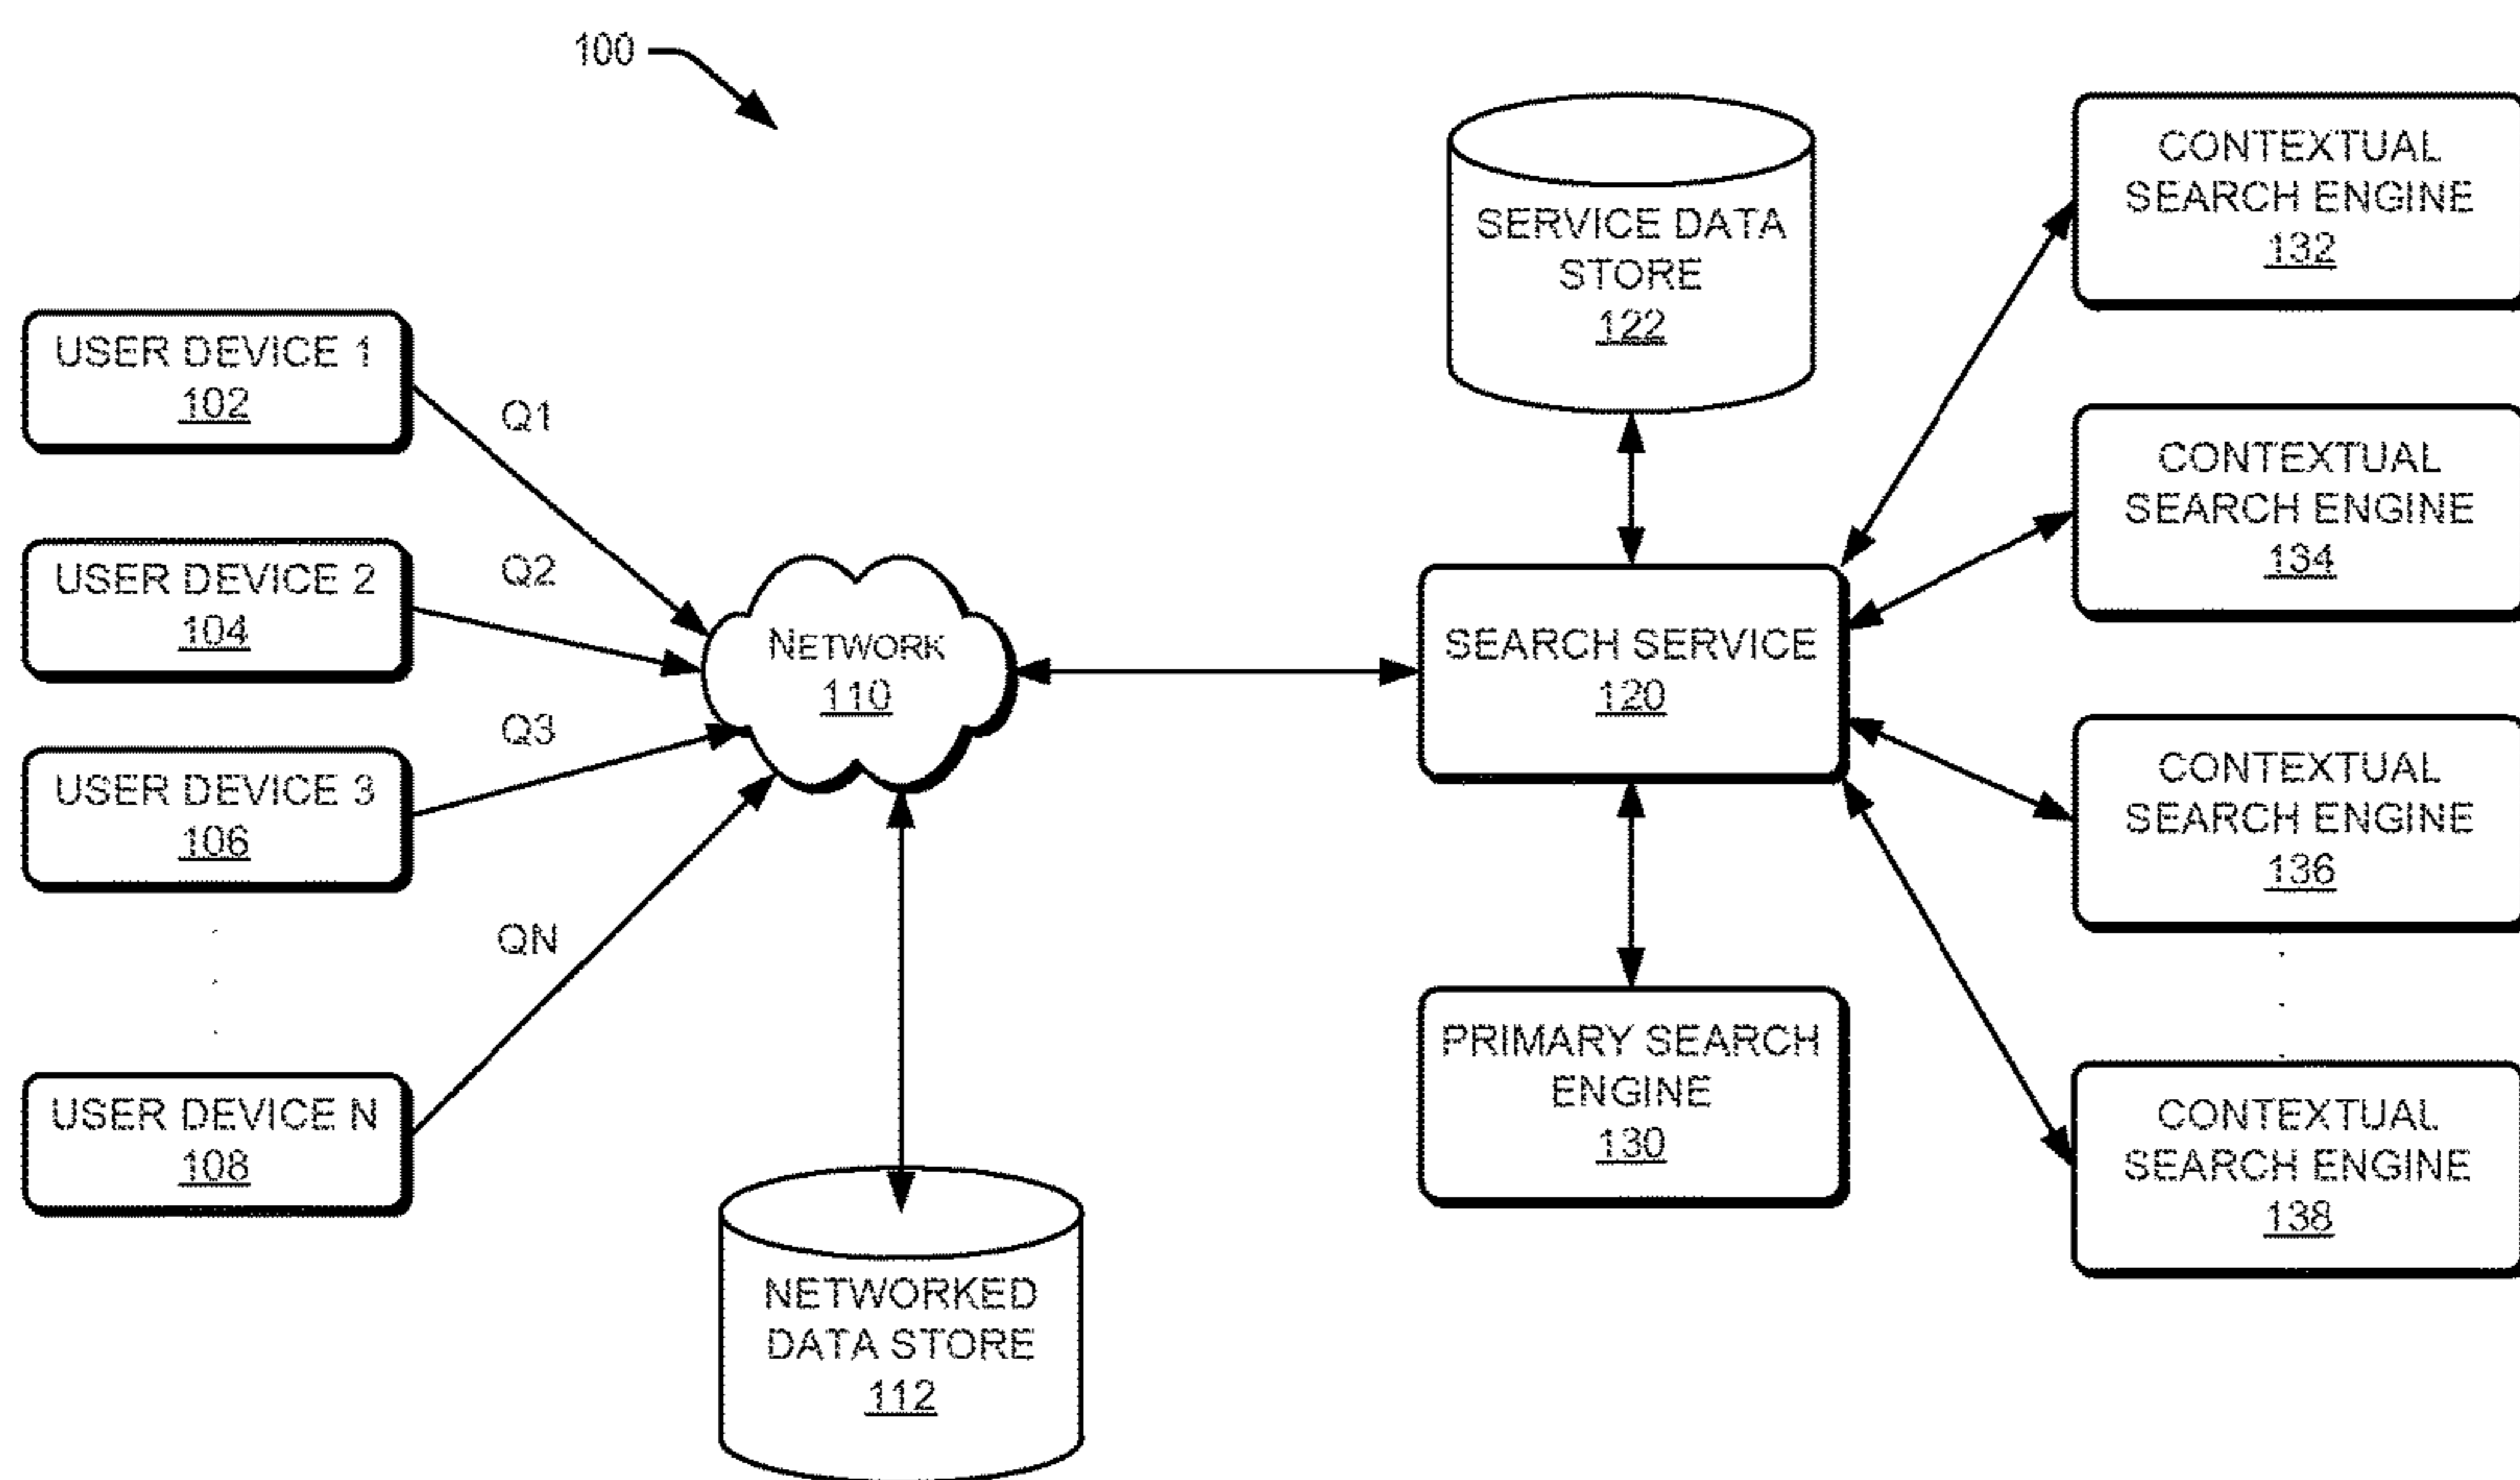 100
USER DEVICE 1
102
USER DEVICE 2
104
USER DEVICE 3
106
USER DEVICE N
108
Q1
Q2
Q3
QN
NETWORK
110
NETWORKED
DATA STORE
112
SERVICE DATA
STORE
122
SEARCH SERVICE
120
PRIMARY SEARCH
ENGINE
130
CONTEXTUAL
SEARCH ENGINE
132
CONTEXTUAL
SEARCH ENGINE
134
CONTEXTUAL
SEARCH ENGINE
136
CONTEXTUAL
SEARCH ENGINE
138